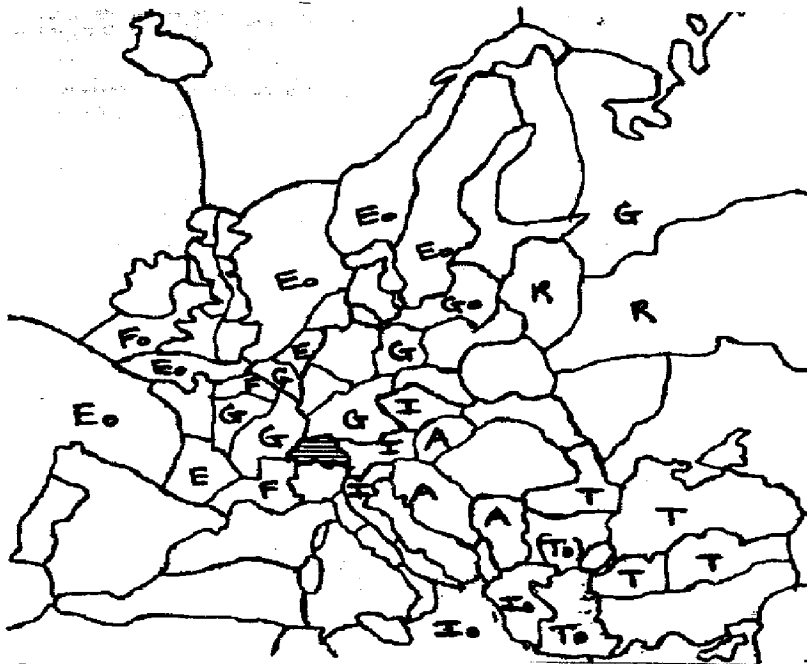 Eo G
Eo
Eo
R
Go R
Fo E G
Eo F G
Eo G G I
G I A
E F I A T
A T
(To) T
T
Io
Io To